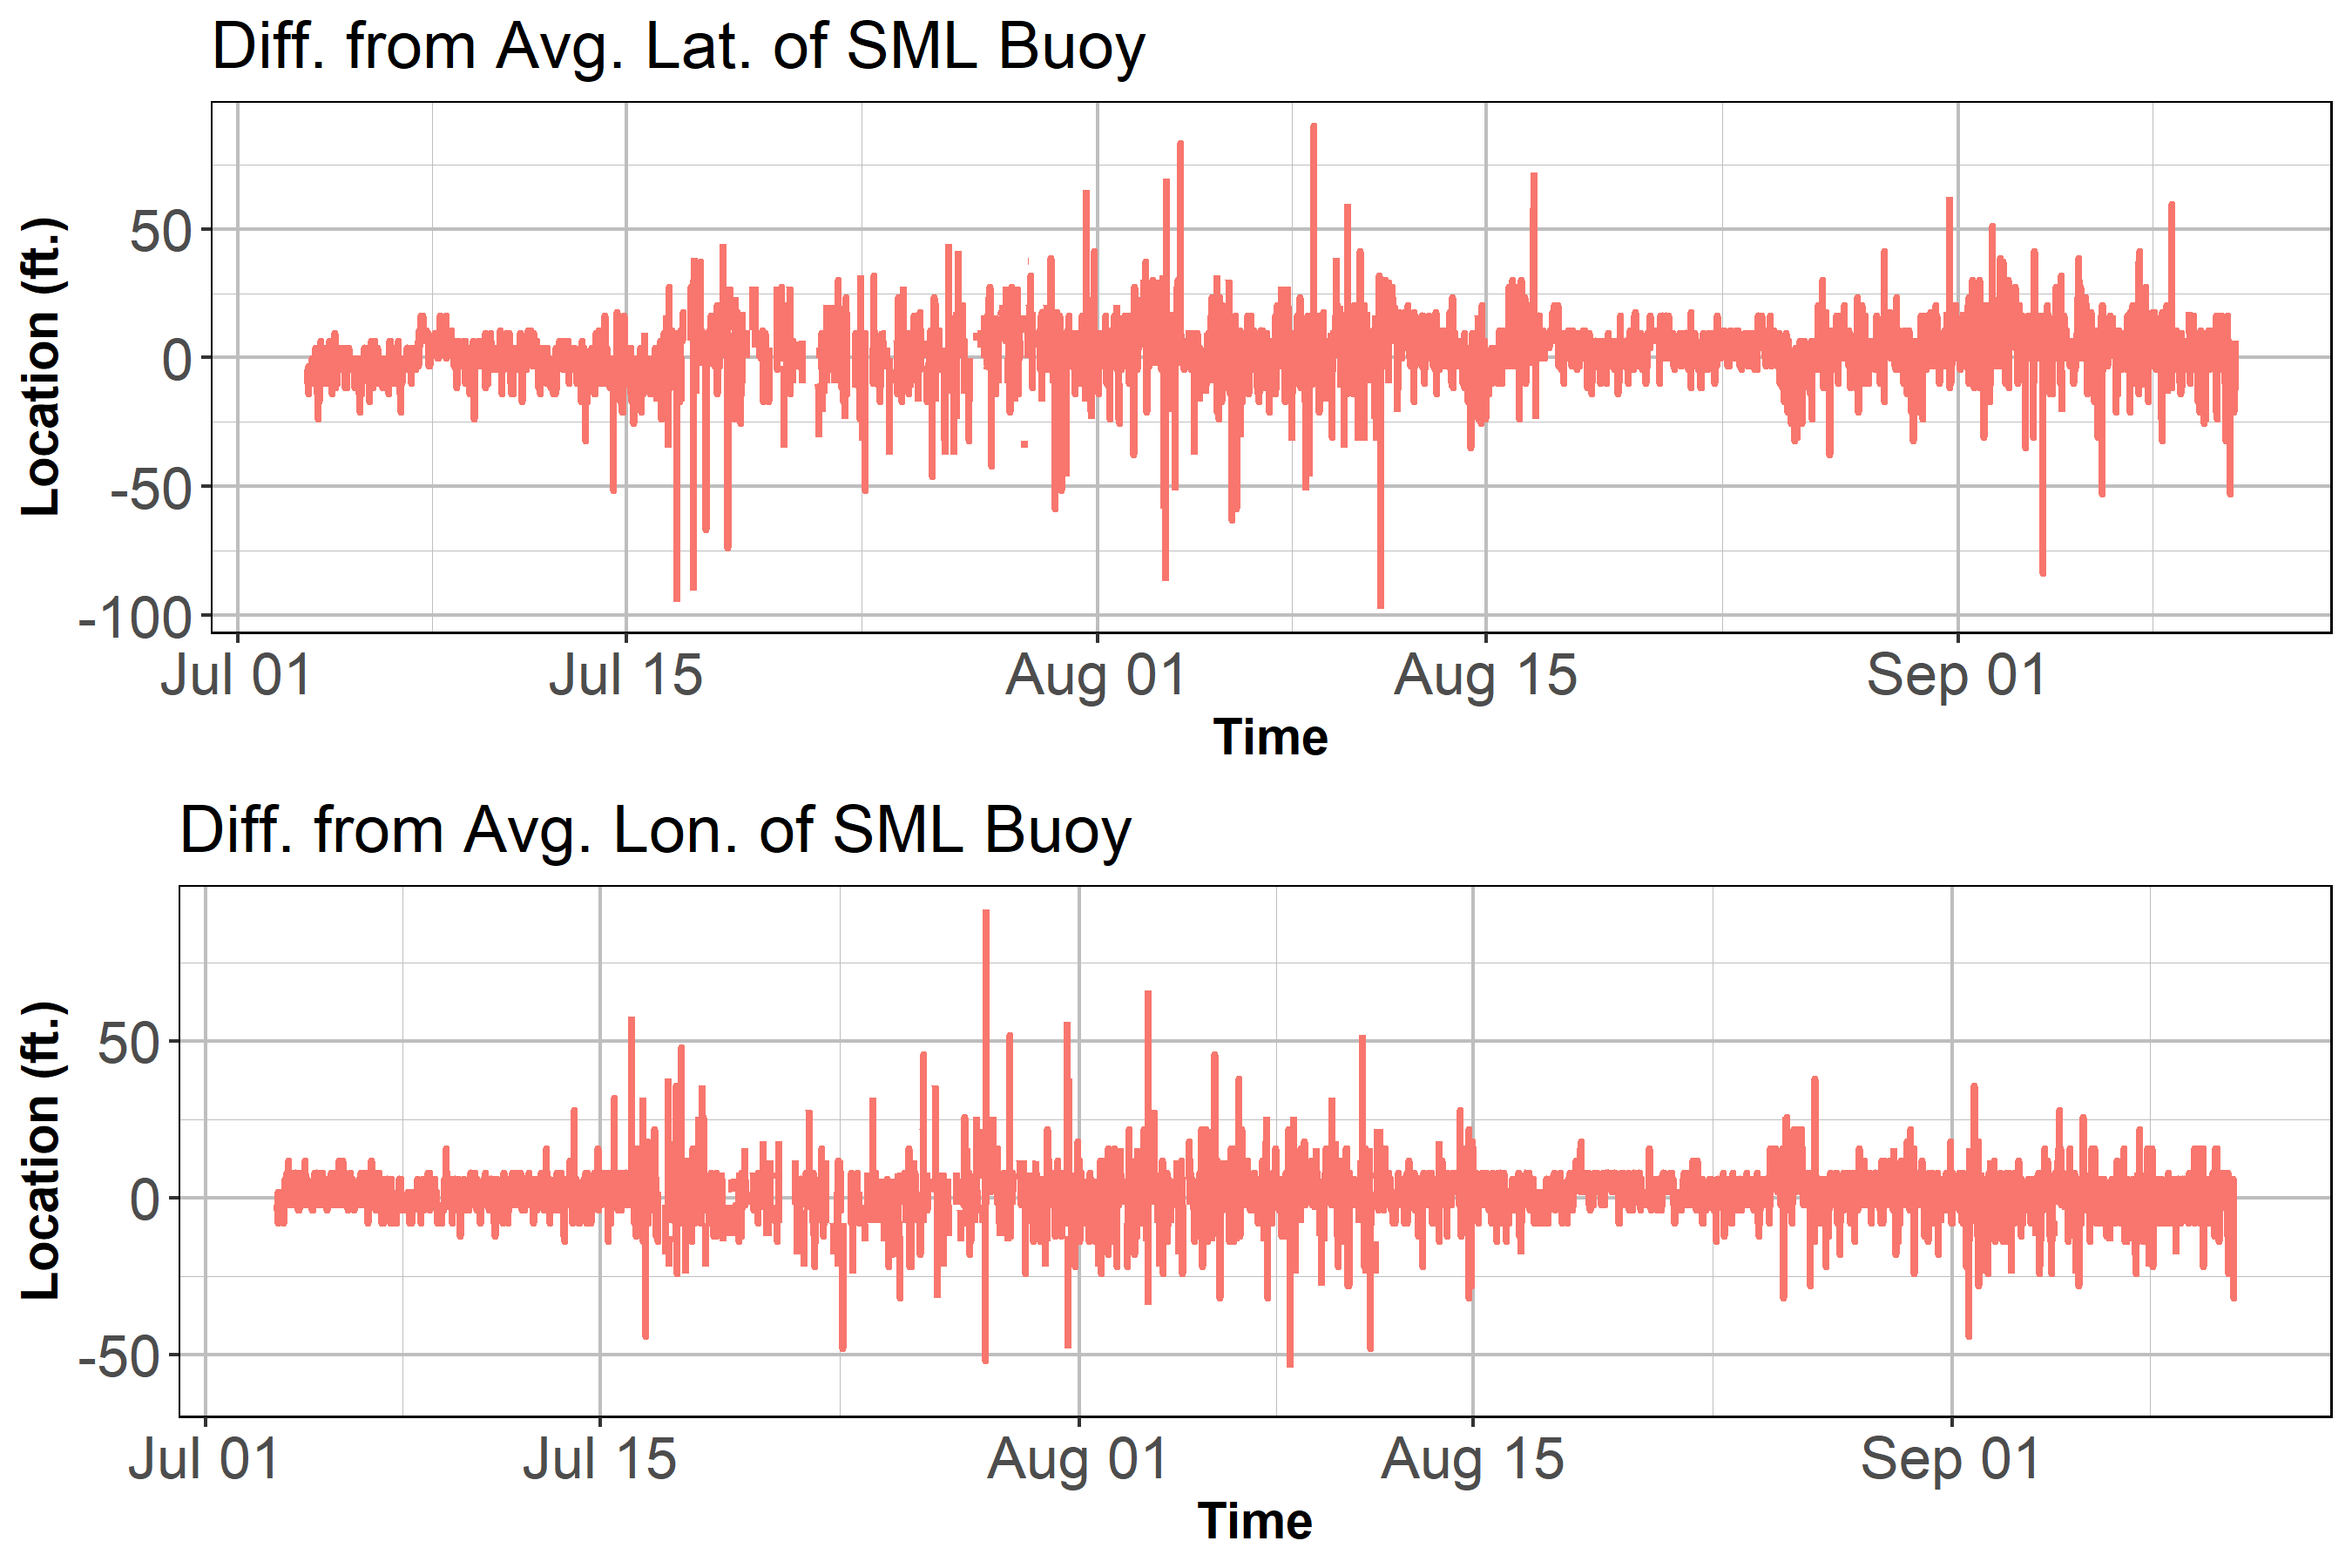 Diff. from Avg. Lat. of SML Buoy
Location (ft.)
50
0
-50
-100
Jul 01 Jul 15 Aug 01 Aug 15 Sep 01
Time
Diff. from Avg. Lon. of SML Buoy
Location (ft.)
50
0
-50
Jul 01 Jul 15 Aug 01 Aug 15 Sep 01
Time